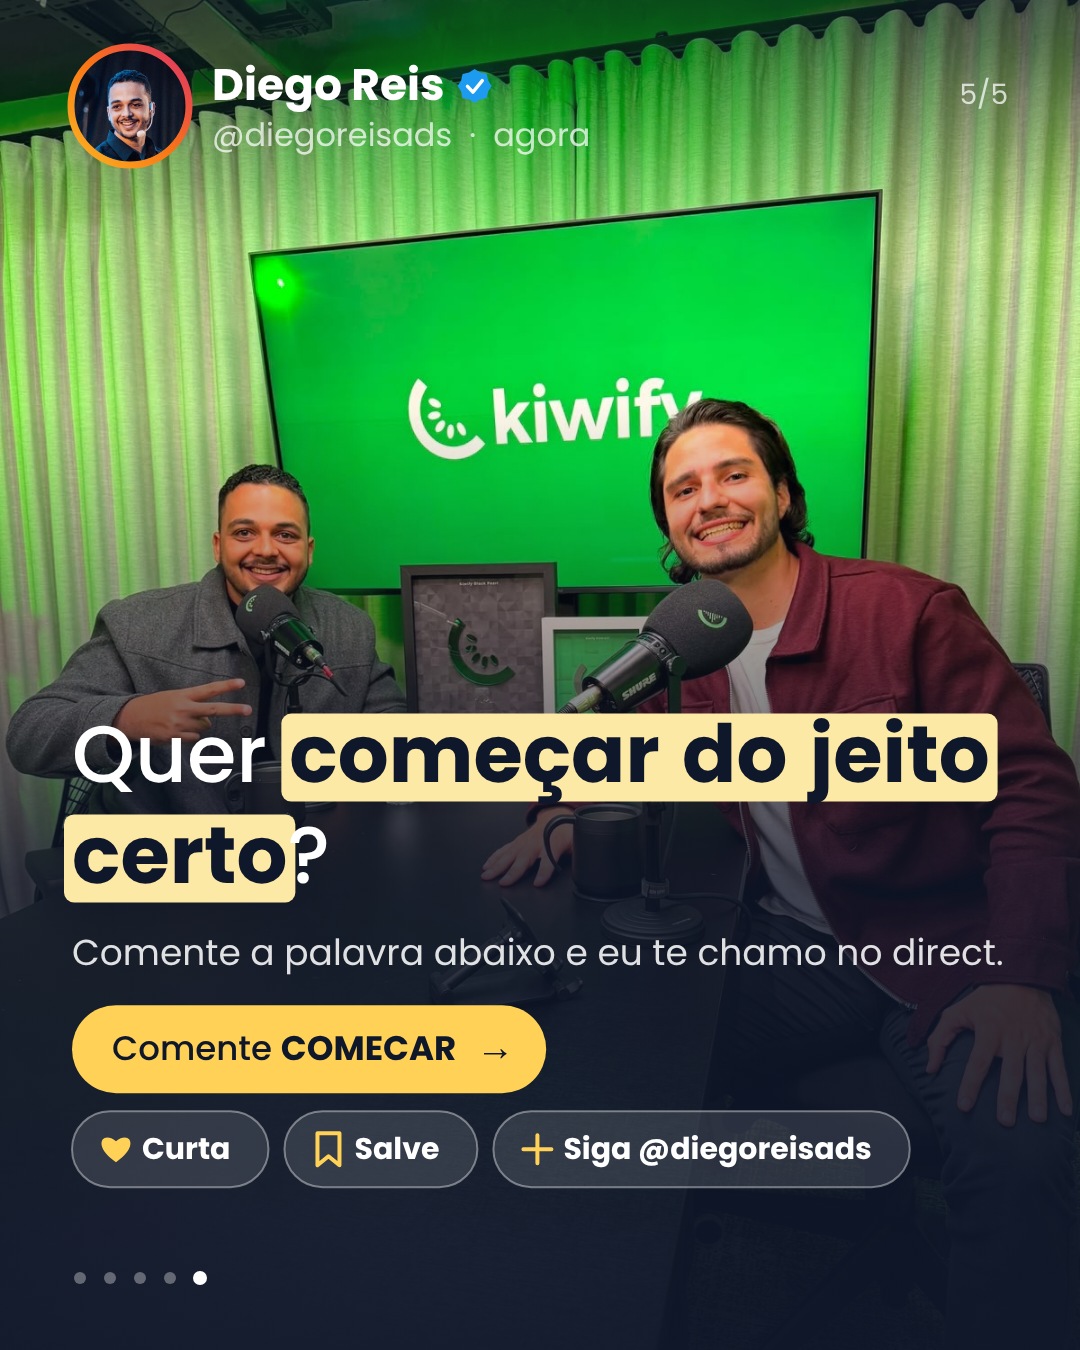 Diego Reis
@diegoreisads · agora
5/5
kiwify
SHURE
Quer começar do jeito
certo?
Comente a palavra abaixo e eu te chamo no direct.
Comente COMECAR →
Curta
Salve
Siga @diegoreisads